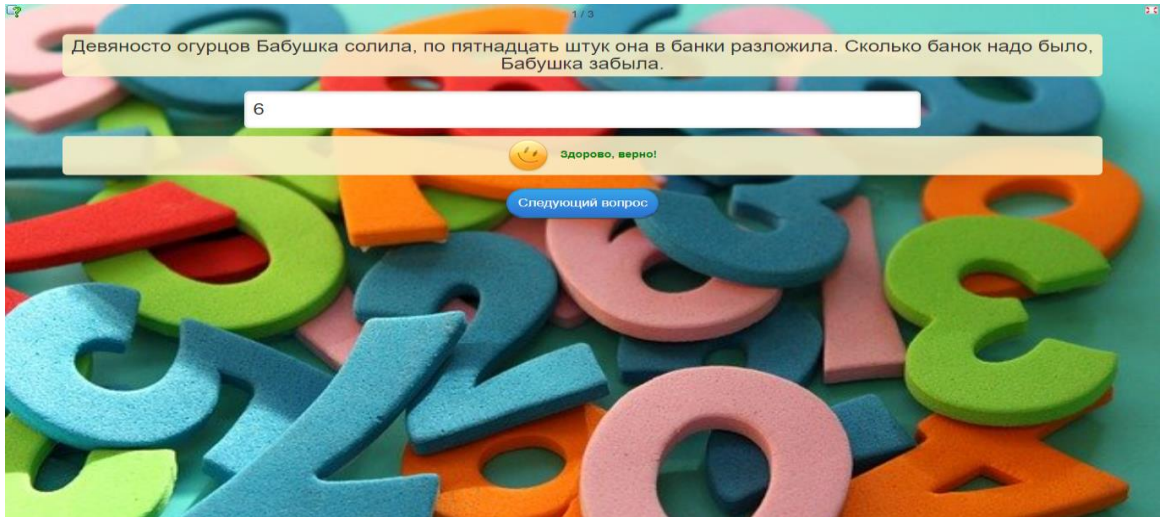 1 / 3
Девяносто огурцов Бабушка солила, по пятнадцать штук она в банки разложила. Сколько банок надо было,
Бабушка забыла.
6
Здорово, верно!
Следующий вопрос